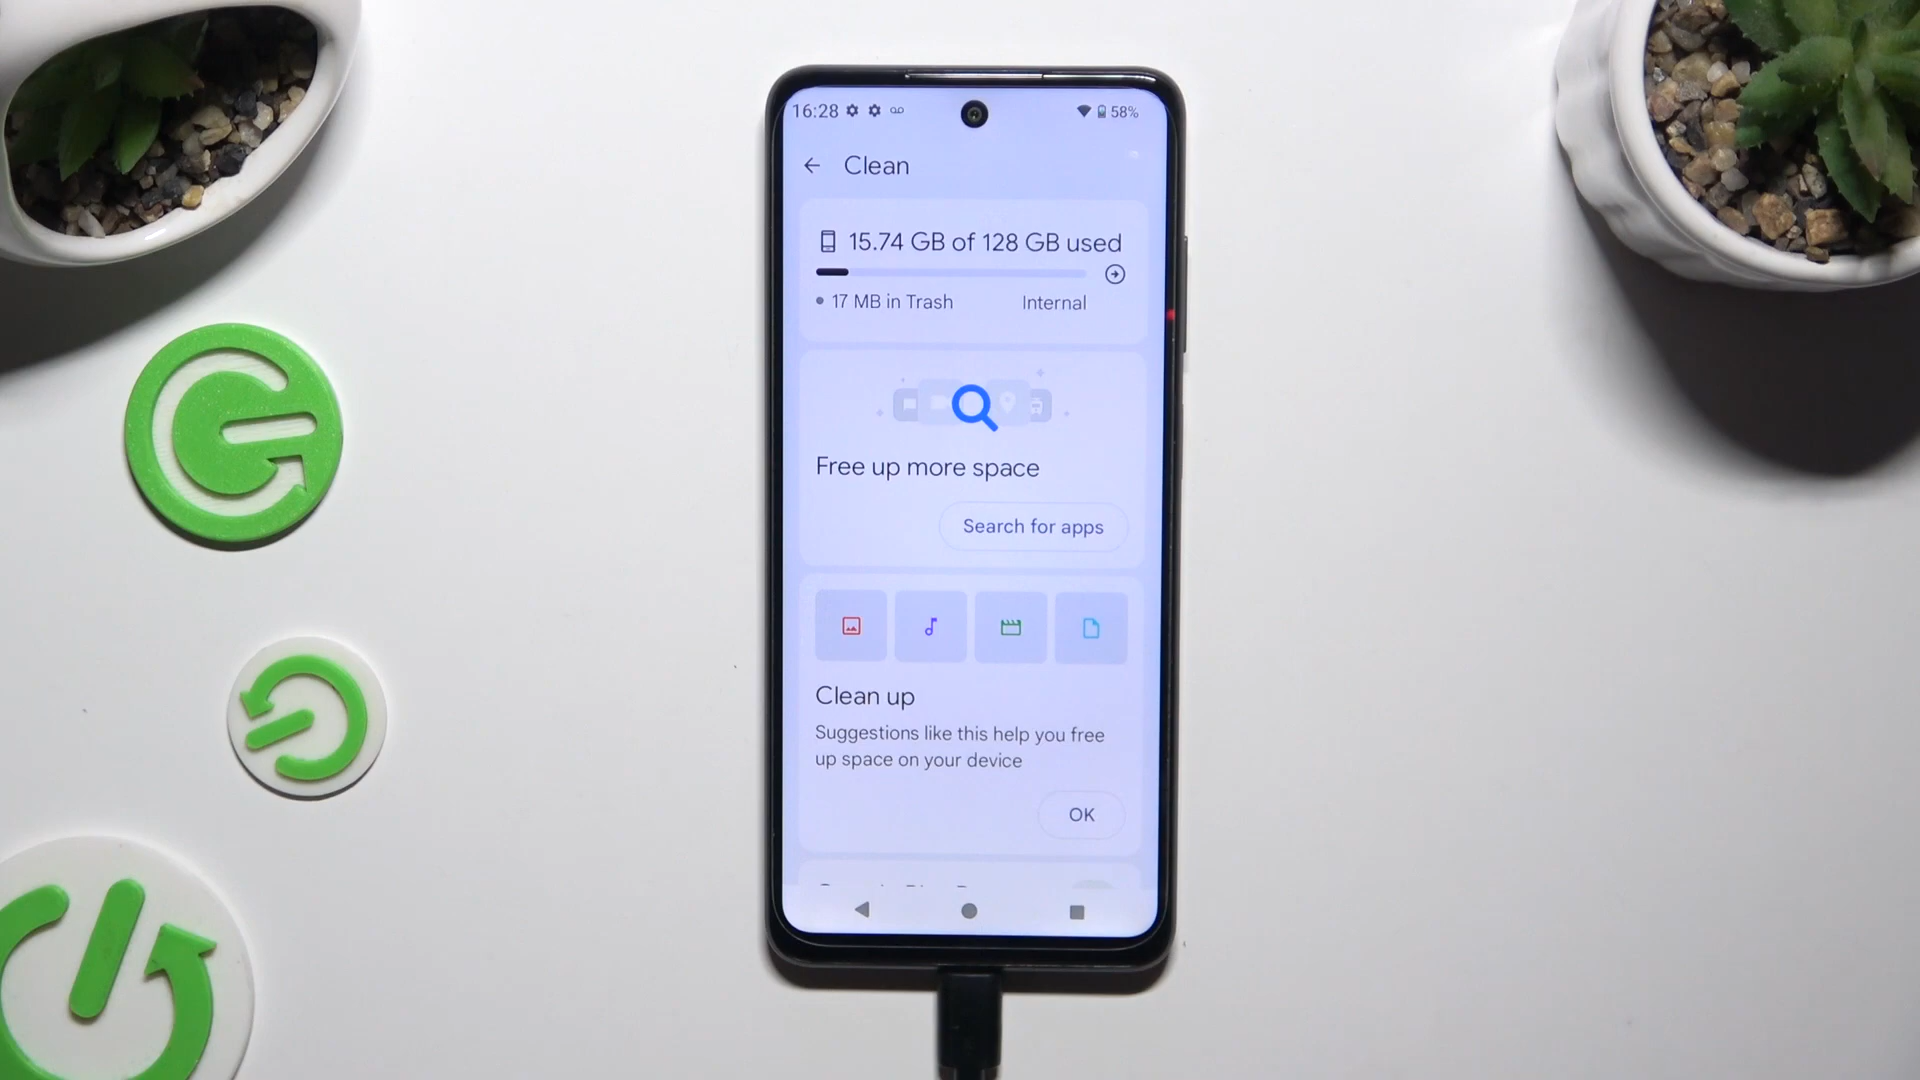 16:28 58%
Clean
15.74 GB of 128 GB used
17 MB in Trash Internal
Free up more space
Search for apps
Clean up
Suggestions like this help you free
up space on your device
OK